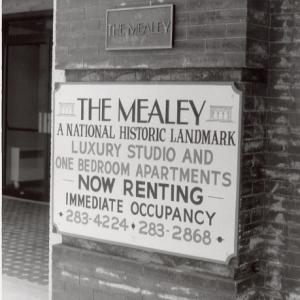 THE MEALEY
THE MEALEY
A NATIONAL HISTORIC LANDMARK
LUXURY STUDIO AND
ONE BEDROOM APARTMENTS
- NOW RENTING -
IMMEDIATE OCCUPANCY
• 283-4224 • 283-2868 •